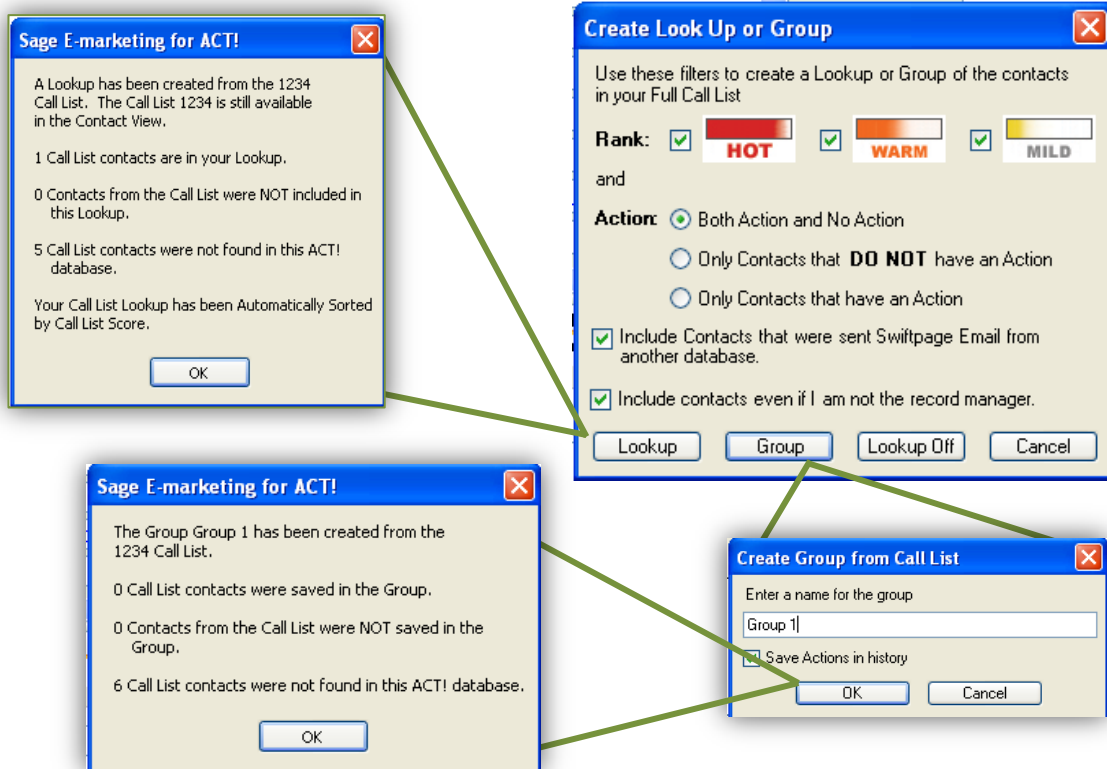 Sage E-marketing for ACT!
A Lookup has been created from the 1234
Call List. The Call List 1234 is still available
in the Contact View.
1 Call List contacts are in your Lookup.
0 Contacts from the Call List were NOT included in
this Lookup.
5 Call List contacts were not found in this ACT!
database.
Your Call List Lookup has been Automatically Sorted
by Call List Score.
OK
Create Look Up or Group
Use these filters to create a Lookup or Group of the contacts
in your Full Call List
Rank: HOT WARM MILD
and
Action: Both Action and No Action
Only Contacts that DO NOT have an Action
Only Contacts that have an Action
Include Contacts that were sent Swiftpage Email from
another database.
Include contacts even if I am not the record manager.
Lookup Group Lookup Off Cancel
Sage E-marketing for ACT!
The Group Group 1 has been created from the
1234 Call List.
0 Call List contacts were saved in the Group.
0 Contacts from the Call List were NOT saved in the
Group.
6 Call List contacts were not found in this ACT! database.
OK
Create Group from Call List
Enter a name for the group
Group 1
Save Actions in history
OK Cancel